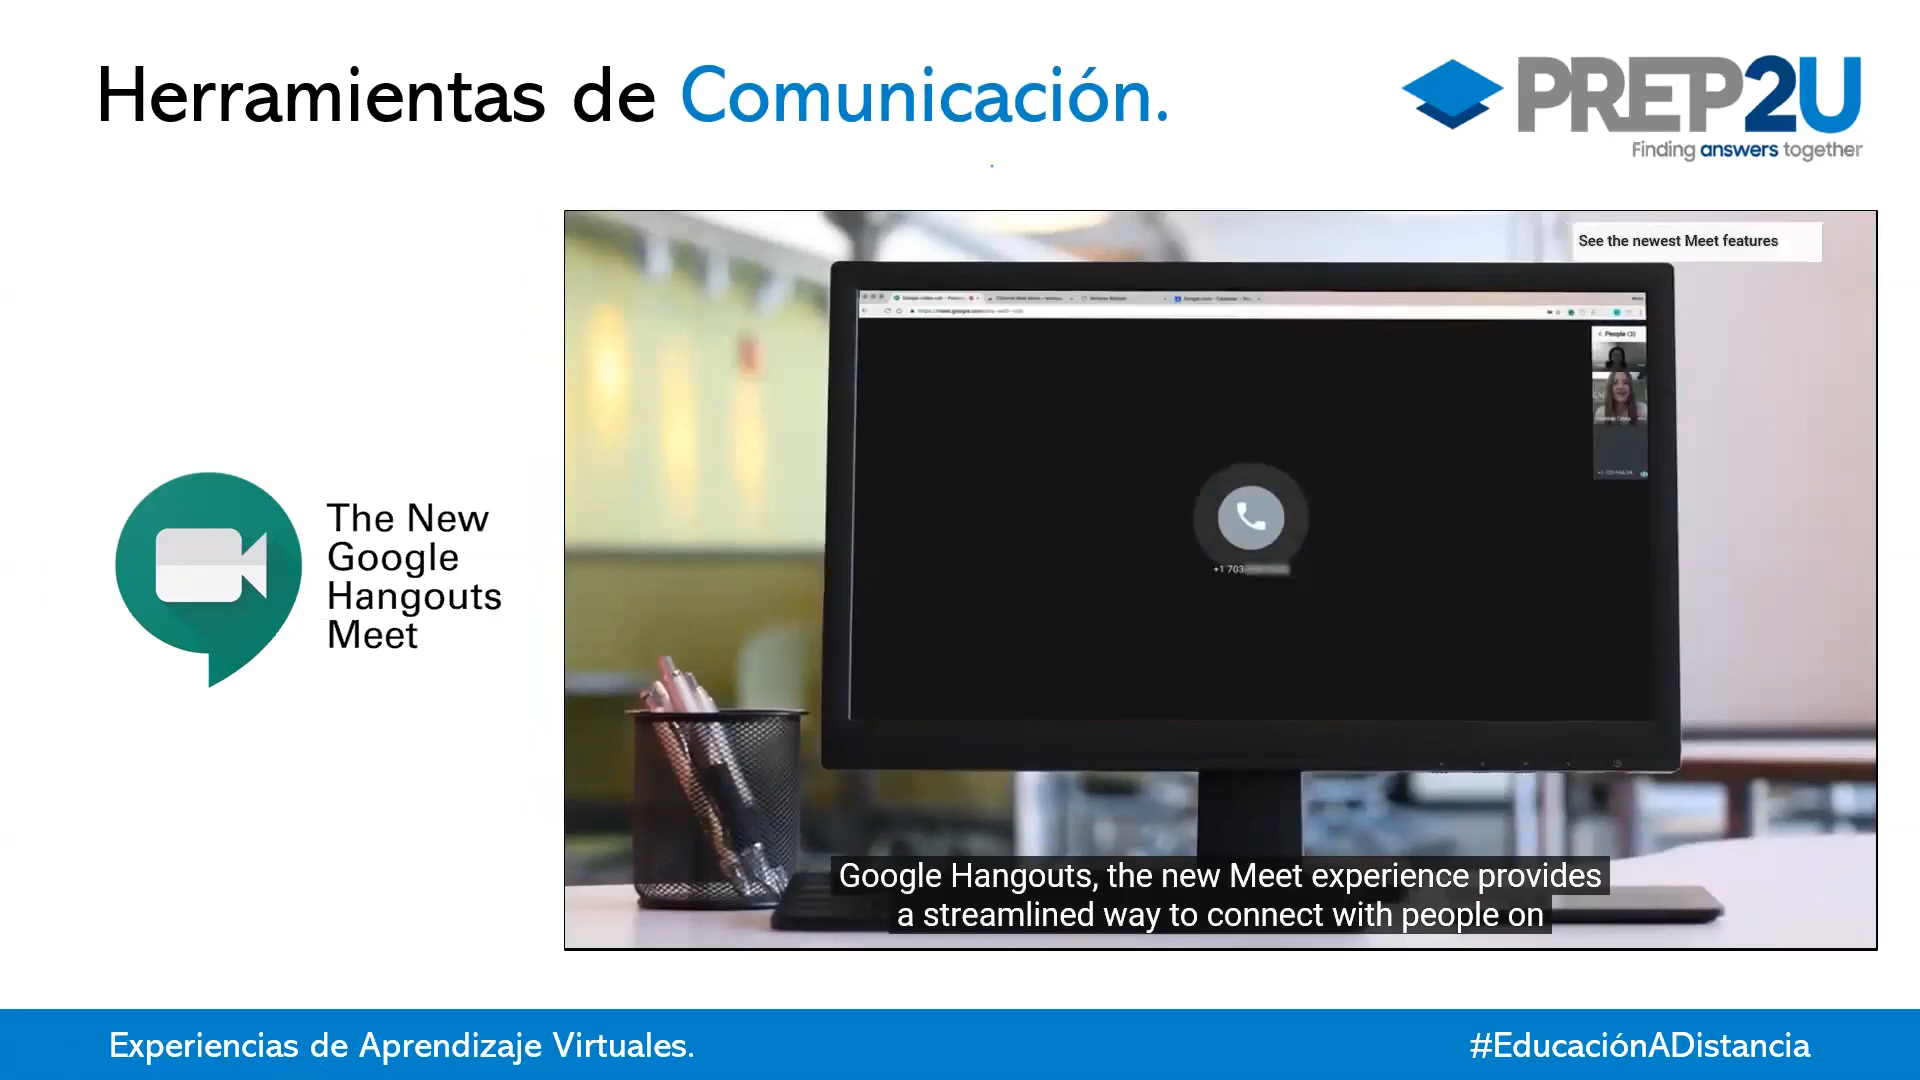 Herramientas de Comunicación.
PREP2U
Finding answers together
See the newest Meet features
People (3)
+1 703
The New
Google
Hangouts
Meet
Google Hangouts, the new Meet experience provides
a streamlined way to connect with people on
Experiencias de Aprendizaje Virtuales.
#EducaciónADistancia